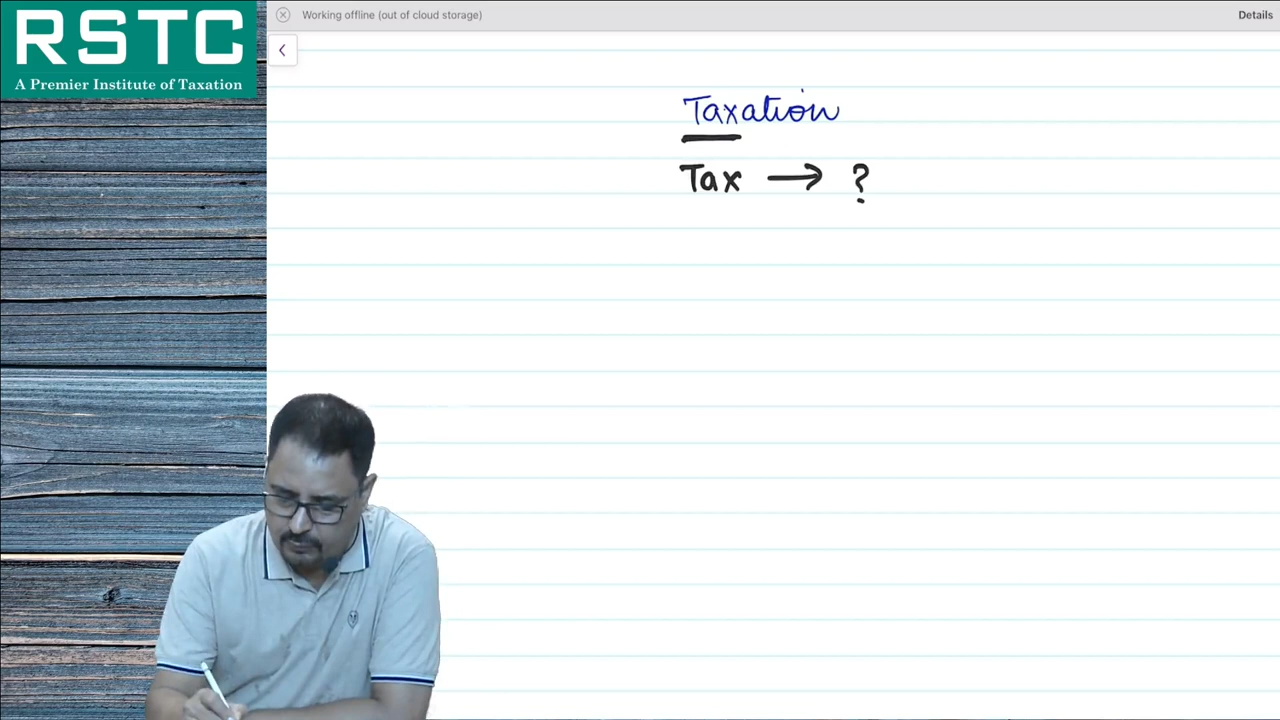 RSTC
A Premier Institute of Taxation
Working offline (out of cloud storage)
Details
Taxation
Tax → ?